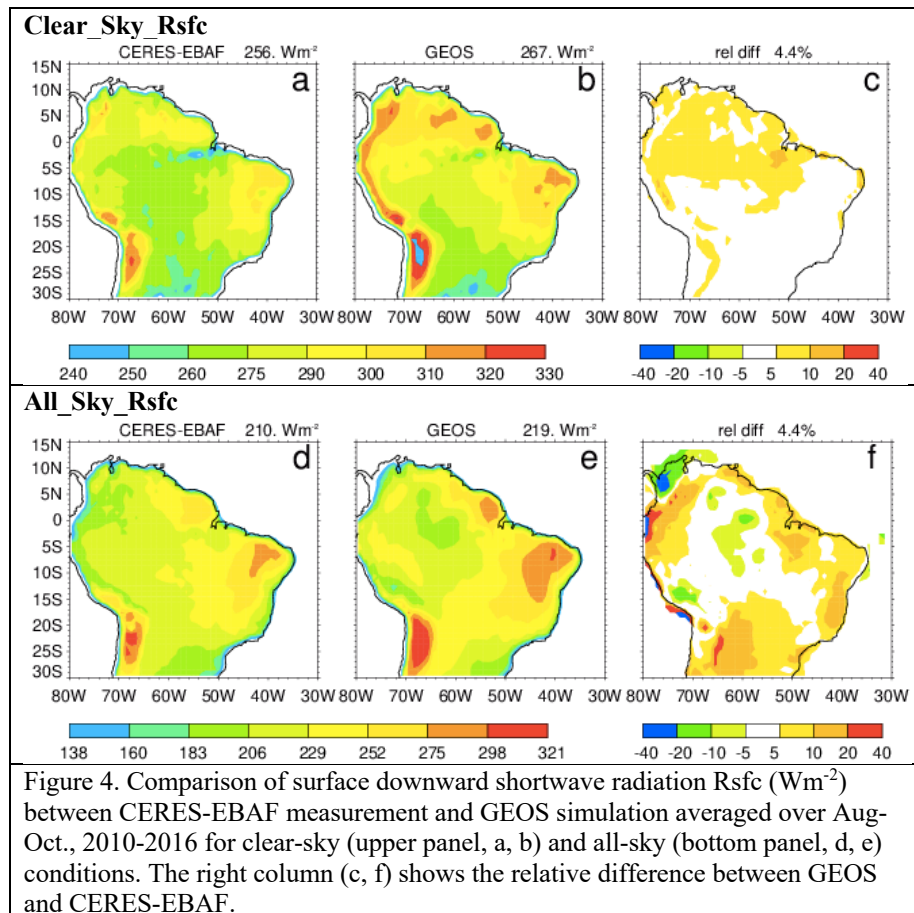 Clear_Sky_Rsfc
CERES-EBAF 256. Wm-2 GEOS 267. Wm-2 rel diff 4.4%
a b c
15N
10N
5N
0
5S
10S
15S
20S
25S
30S
80W 70W 60W 50W 40W 30W 80W 70W 60W 50W 40W 30W 80W 70W 60W 50W 40W 30W
240 250 260 275 290 300 310 320 330 -40 -20 -10 -5 5 10 20 40
All_Sky_Rsfc
CERES-EBAF 210. Wm-2 GEOS 219. Wm-2 rel diff 4.4%
d e f
15N
10N
5N
0
5S
10S
15S
20S
25S
30S
80W 70W 60W 50W 40W 30W 80W 70W 60W 50W 40W 30W 80W 70W 60W 50W 40W 30W
138 160 183 206 229 252 275 298 321 -40 -20 -10 -5 5 10 20 40
Figure 4. Comparison of surface downward shortwave radiation Rsfc (Wm-2)
between CERES-EBAF measurement and GEOS simulation averaged over Aug-
Oct., 2010-2016 for clear-sky (upper panel, a, b) and all-sky (bottom panel, d, e)
conditions. The right column (c, f) shows the relative difference between GEOS
and CERES-EBAF.